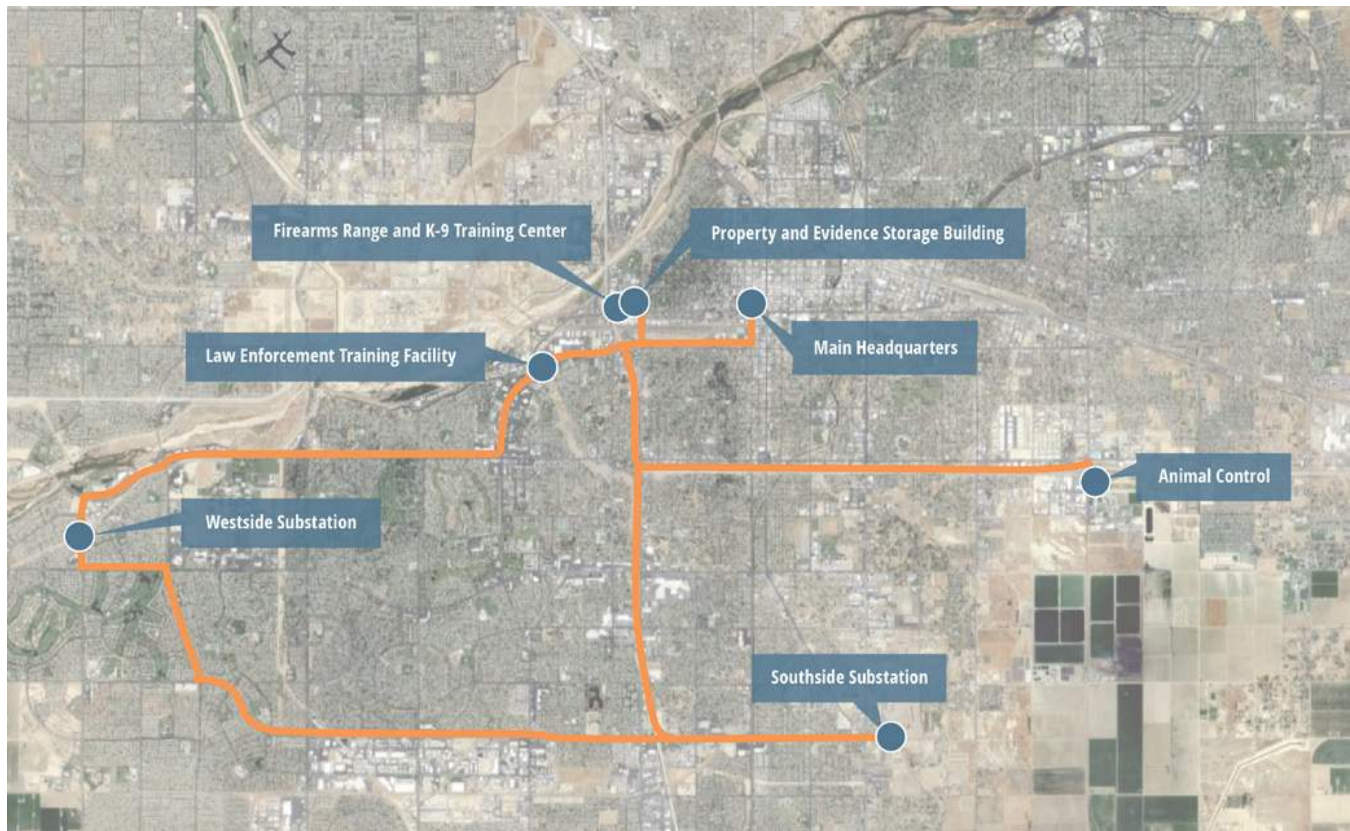 Firearms Range and K-9 Training Center
Property and Evidence Storage Building
Law Enforcement Training Facility
Main Headquarters
Animal Control
Westside Substation
Southside Substation